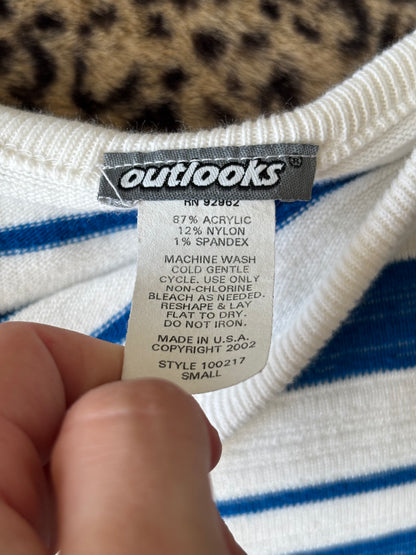 outlooks®
RN 92962
87% ACRYLIC
12% NYLON
1% SPANDEX
MACHINE WASH
COLD GENTLE
CYCLE. USE ONLY
NON-CHLORINE
BLEACH AS NEEDED.
RESHAPE & LAY
FLAT TO DRY.
DO NOT IRON.
MADE IN U.S.A.
COPYRIGHT 2002
STYLE 100217
SMALL